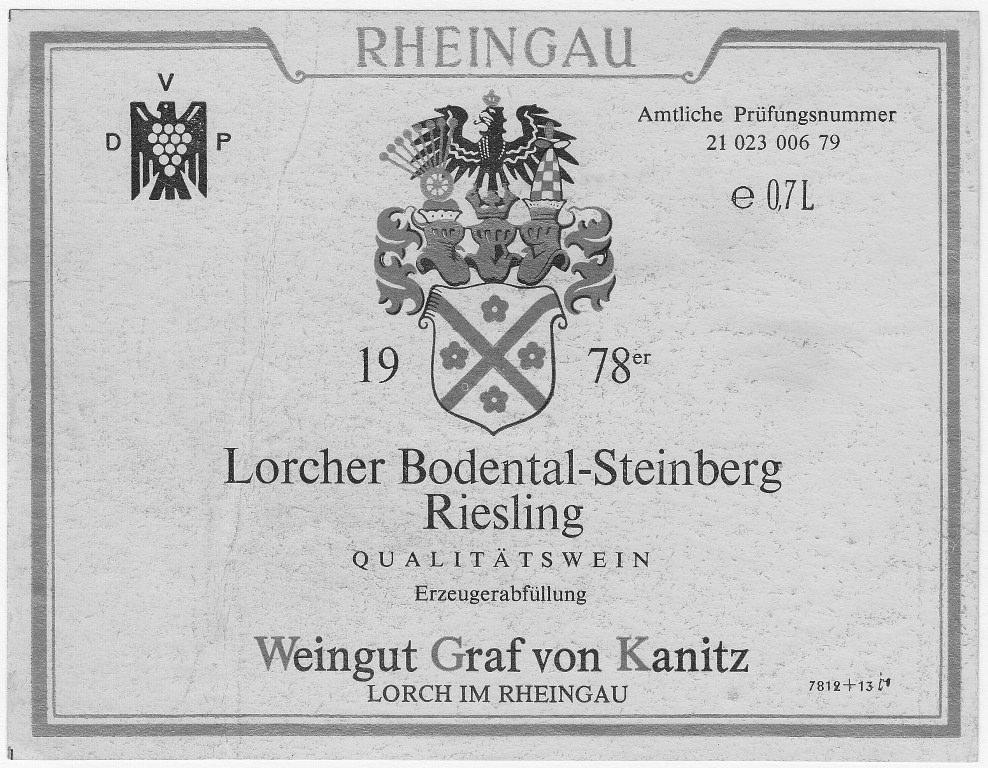 RHEINGAU
V
D P
Amtliche Prüfungsnummer
21 023 006 79
e 0,7L
19 78er
Lorcher Bodental-Steinberg
Riesling
QUALITÄTSWEIN
Erzeugerabfüllung
Weingut Graf von Kanitz
LORCH IM RHEINGAU
7812+13